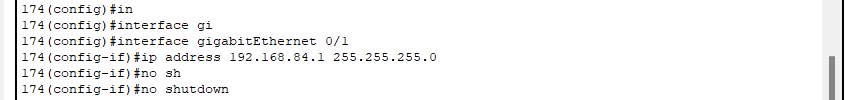 174(config)#in
174(config)#interface gi
174(config)#interface gigabitEthernet 0/1
174(config-if)#ip address 192.168.84.1 255.255.255.0
174(config-if)#no sh
174(config-if)#no shutdown